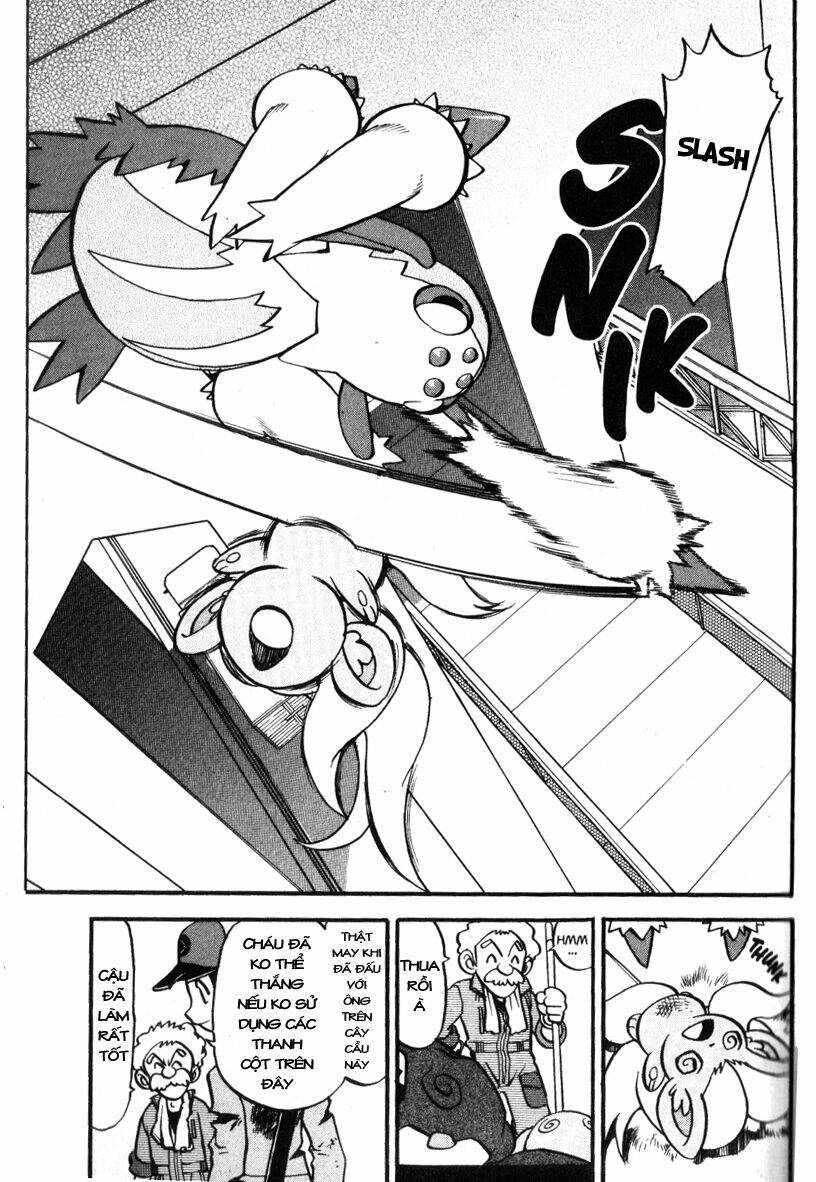 SLASH
SNIK
THUNK
HMM
...
THUA
RỒI
À
THẬT
MAY KHI
ĐÃ ĐẤU
VỚI
ÔNG
TRÊN
CÂY
CẦU
NÀY
CHÁU ĐÃ
KO THỂ
THẮNG
NẾU KO SỬ
DỤNG CÁC
THANH
CỘT TRÊN
ĐÂY
CẬU
ĐÃ
LÀM
RẤT
TỐT